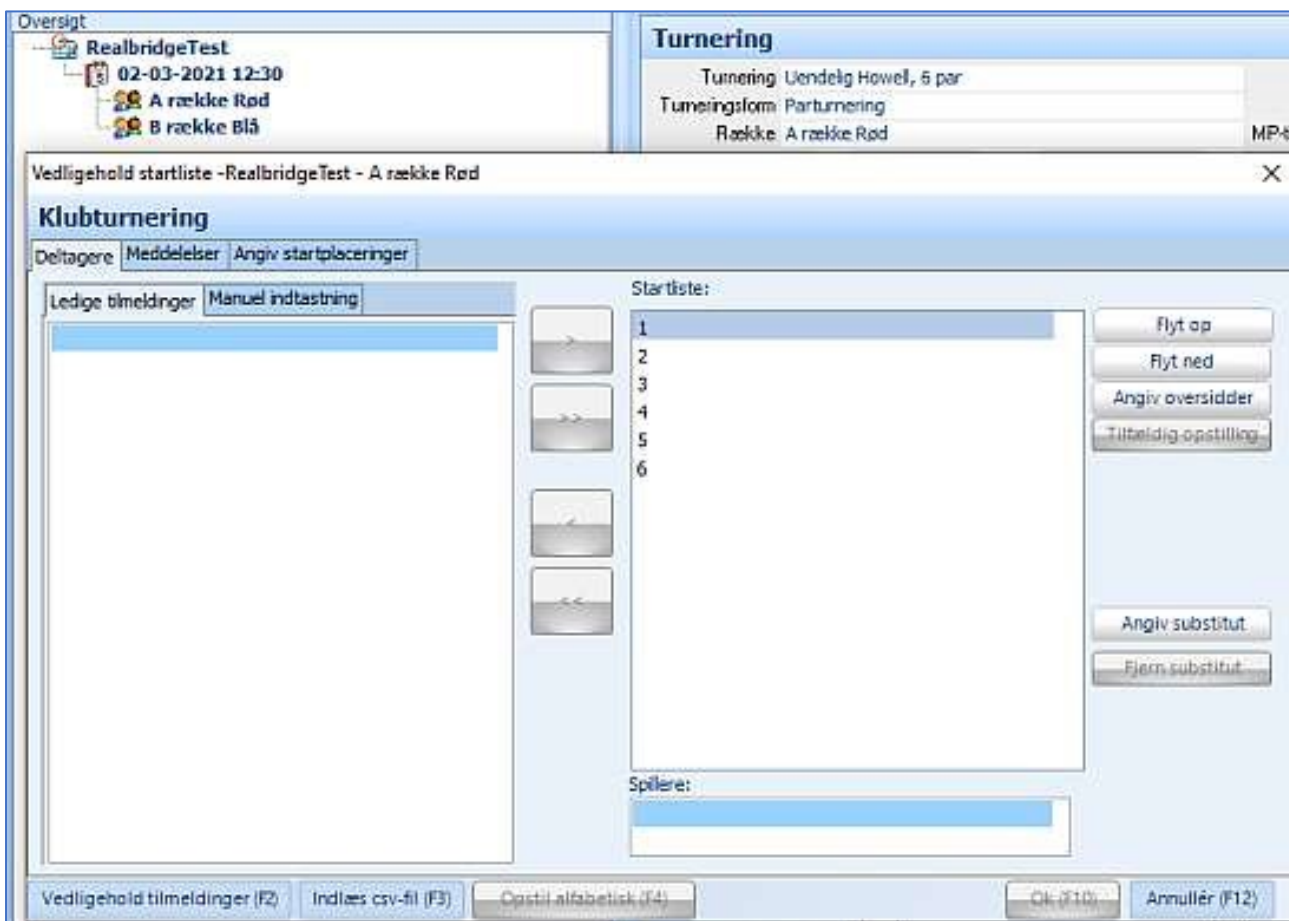 Oversigt
RealbridgeTest
02-03-2021 12:30
A række Rød
B række Blå
Turnering
Turnering Uendelig Howell, 6 par
Turneringsform Parturnering
Række A række Rød MP-
Vedligehold startliste -RealbridgeTest - A række Rød
Klubturnering
Deltagere Meddelelser Angiv startplaceringer
Ledige tilmeldinger Manuel indtastning
Startliste:
1
2
3
4
5
6
>
>>
<
<<
Flyt op
Flyt ned
Angiv oversidder
Tilfældig opstilling
Angiv substitut
Fjern substitut
Spillere:
Vedligehold tilmeldinger (F2) Indlæs csv-fil (F3) Opstil alfabetisk (F4) Ok (F10) Annullér (F12)